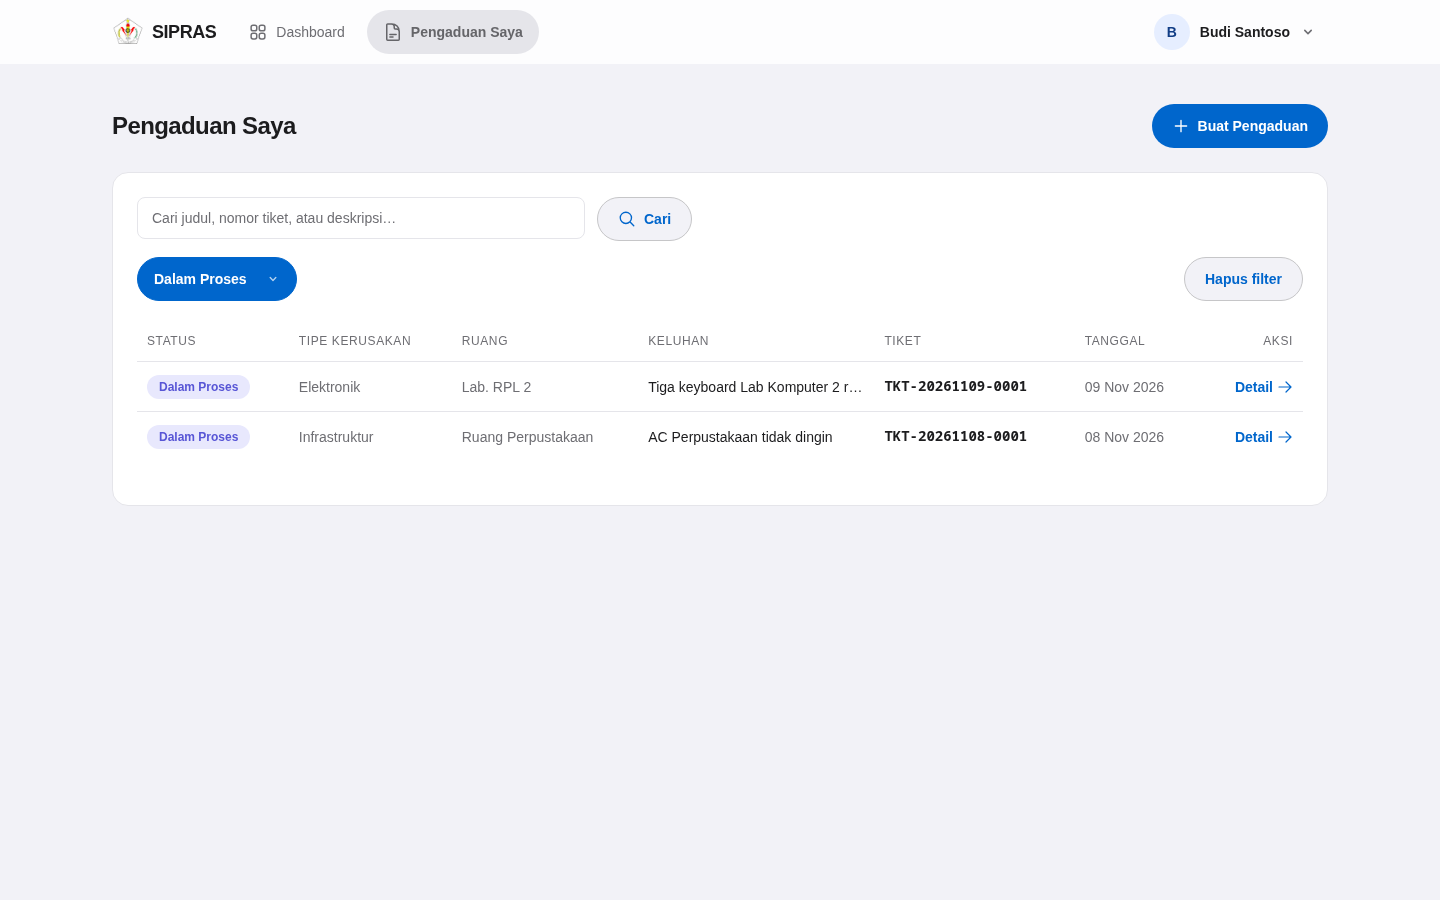 SIPRAS
Dashboard
Pengaduan Saya
B
Budi Santoso
Pengaduan Saya
Buat Pengaduan
Cari judul, nomor tiket, atau deskripsi…
Cari
Dalam Proses
Hapus filter
STATUS TIPE KERUSAKAN RUANG KELUHAN TIKET TANGGAL AKSI
Dalam Proses Elektronik Lab. RPL 2 Tiga keyboard Lab Komputer 2 r… TKT-20261109-0001 09 Nov 2026 Detail
Dalam Proses Infrastruktur Ruang Perpustakaan AC Perpustakaan tidak dingin TKT-20261108-0001 08 Nov 2026 Detail